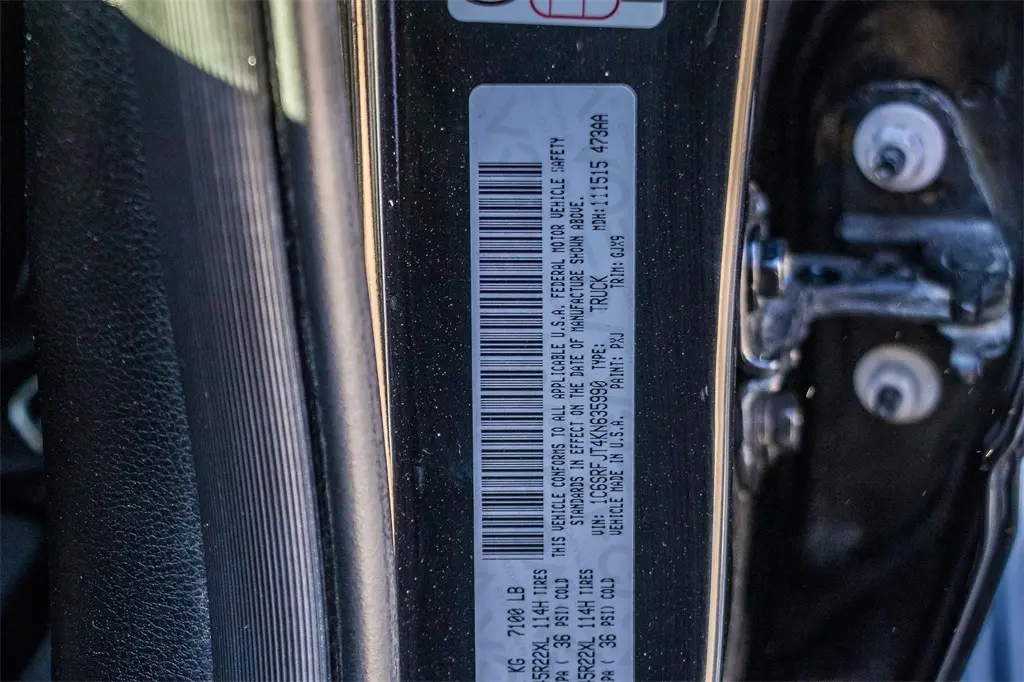 KG 7100 LB
5R22XL 114H TIRES
PA ( 36 PSI) COLD
5R22XL 114H TIRES
PA ( 36 PSI) COLD
THIS VEHICLE CONFORMS TO ALL APPLICABLE U.S.A. FEDERAL MOTOR VEHICLE SAFETY
STANDARDS IN EFFECT ON THE DATE OF MANUFACTURE SHOWN ABOVE.
VIN: 1C6SRFJT4KN635990 TYPE: TRUCK MDH:111515 473AA
VEHICLE MADE IN U.S.A. PAINT: PXJ TRIM: GJX9